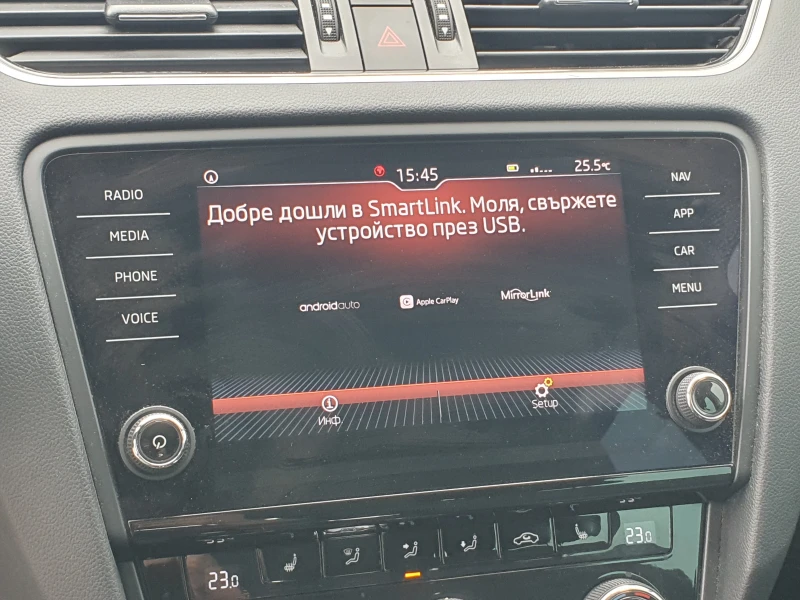 15:45
25.5°C
RADIO
MEDIA
PHONE
VOICE
Добре дошли в SmartLink. Моля, свържете
устройство през USB.
androidauto
Apple CarPlay
MirrorLink
Инф.
Setup
NAV
APP
CAR
MENU
23.0
23.0